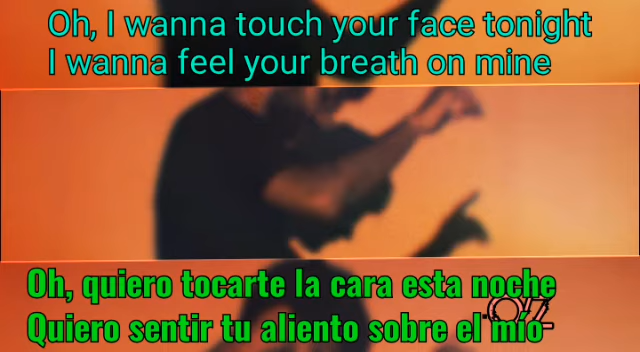 Oh, I wanna touch your face tonight
I wanna feel your breath on mine
Oh, quiero tocarte la cara esta noche
Quiero sentir tu aliento sobre el mío